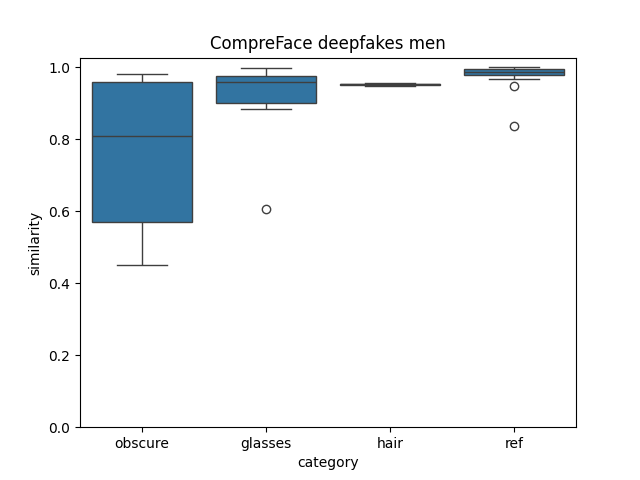 CompreFace deepfakes men
1.0
0.8
0.6
0.4
0.2
0.0
similarity
obscure glasses hair ref
category